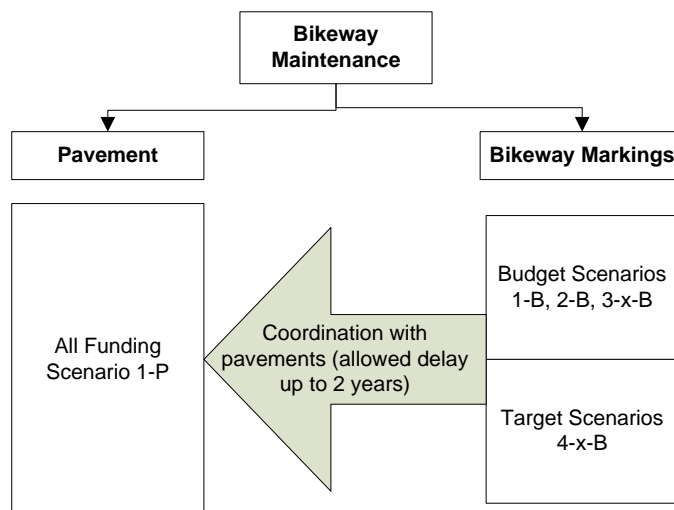 Bikeway
Maintenance
Pavement
Bikeway Markings
All Funding
Scenario 1-P
Coordination with
pavements (allowed delay
up to 2 years)
Budget Scenarios
1-B, 2-B, 3-x-B
Target Scenarios
4-x-B